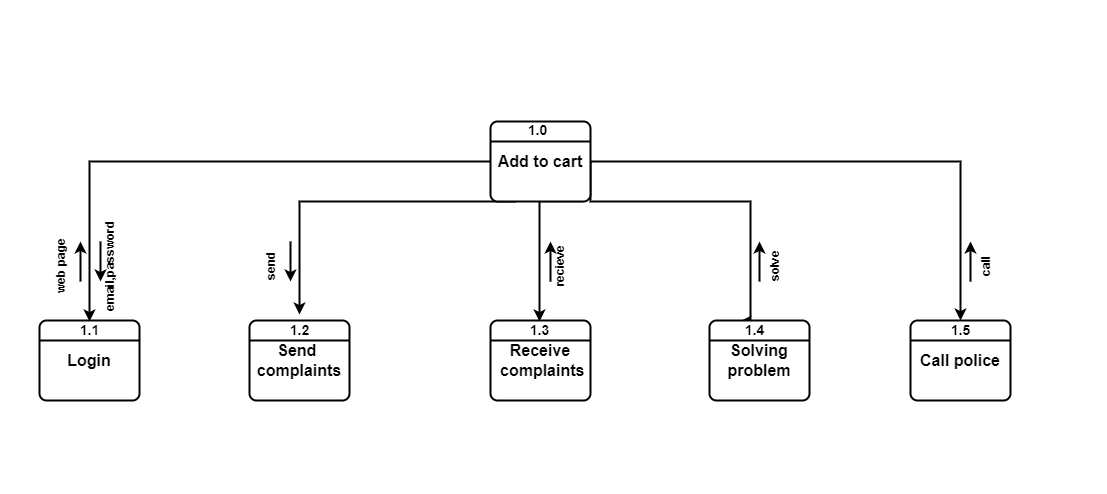 1.0
Add to cart
web page
email,password
send
recieve
solve
call
1.1
Login
1.2
Send
complaints
1.3
Receive
complaints
1.4
Solving
problem
1.5
Call police